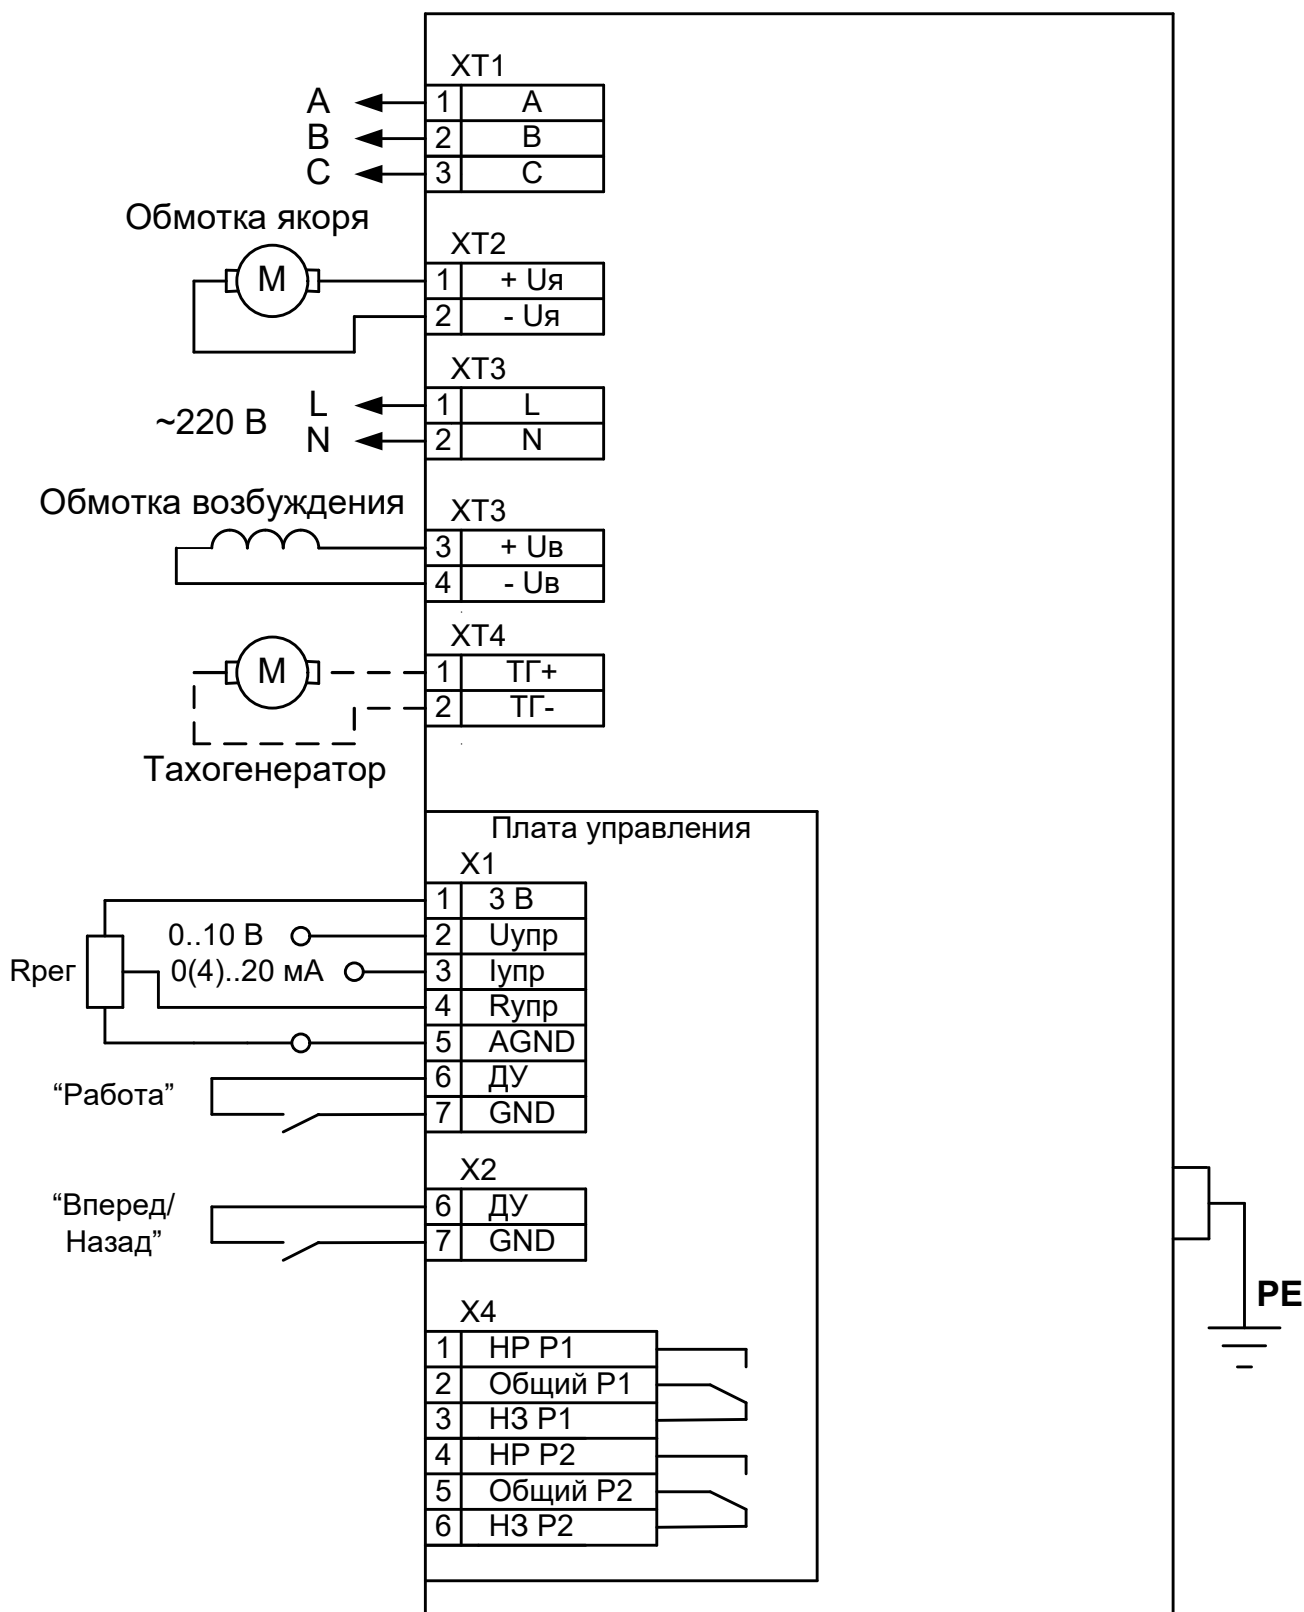 XT1
A 1 A
B 2 B
C 3 C
Обмотка якоря
XT2
M 1 + Uя
2 - Uя
XT3
~220 В
L 1 L
N 2 N
Обмотка возбуждения
XT3
3 + Uв
4 - Uв
XT4
M 1 ТГ+
2 ТГ-
Тахогенератор
Плата управления
X1
1 3 В
0..10 В 2 Uупр
Rрег 0(4)..20 мА 3 Iупр
4 Rупр
5 AGND
6 ДУ
“Работа”
7 GND
X2
“Вперед/ 6 ДУ
Назад” 7 GND
PE
X4
1 НР Р1
2 Общий Р1
3 НЗ Р1
4 НР Р2
5 Общий Р2
6 НЗ Р2